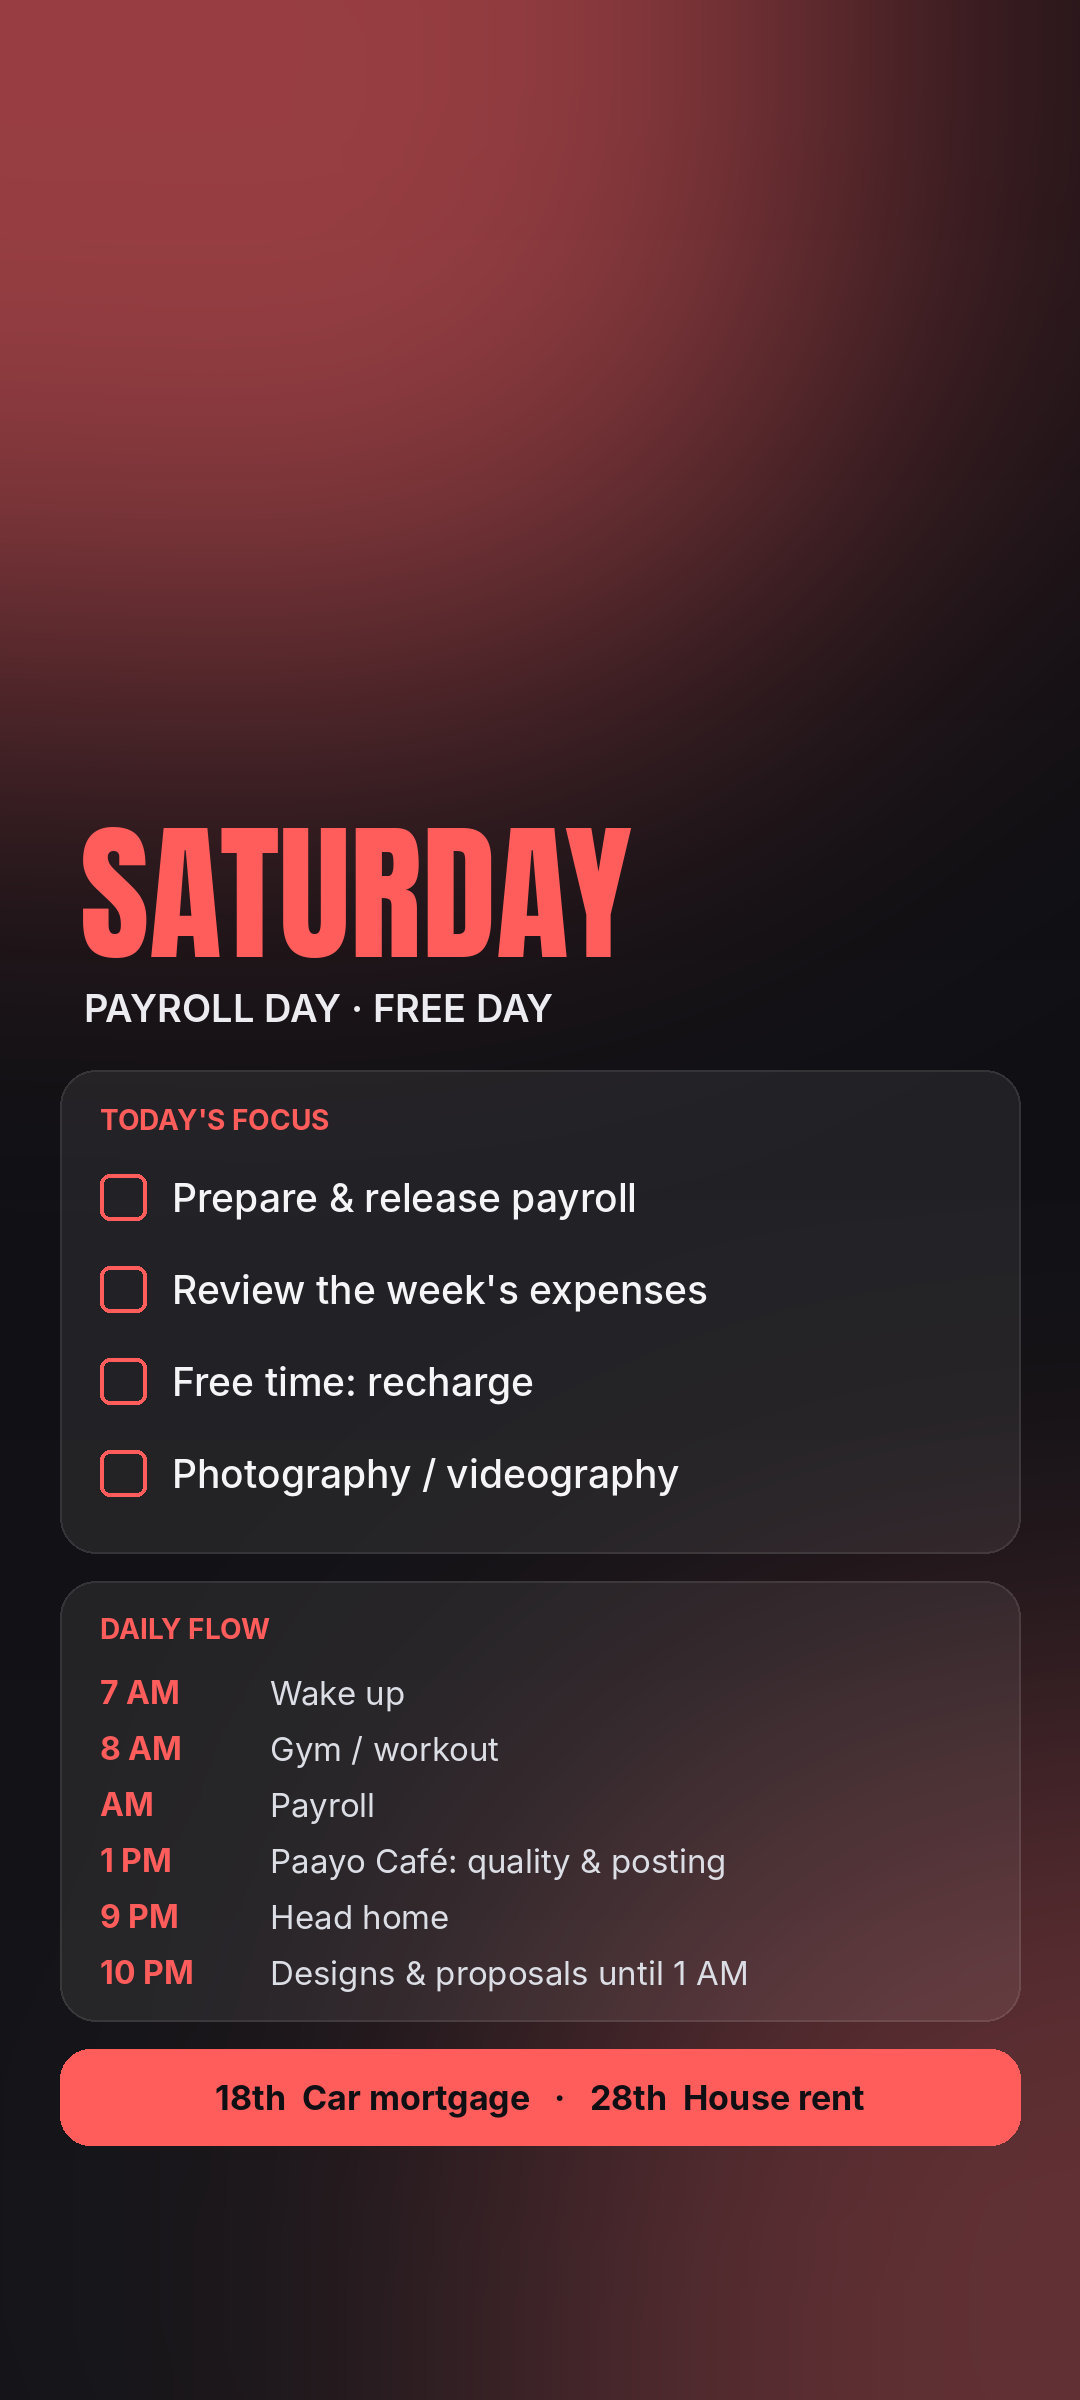 SATURDAY
PAYROLL DAY · FREE DAY
TODAY'S FOCUS
Prepare & release payroll
Review the week's expenses
Free time: recharge
Photography / videography
DAILY FLOW
7 AM Wake up
8 AM Gym / workout
AM Payroll
1 PM Paayo Café: quality & posting
9 PM Head home
10 PM Designs & proposals until 1 AM
18th Car mortgage · 28th House rent